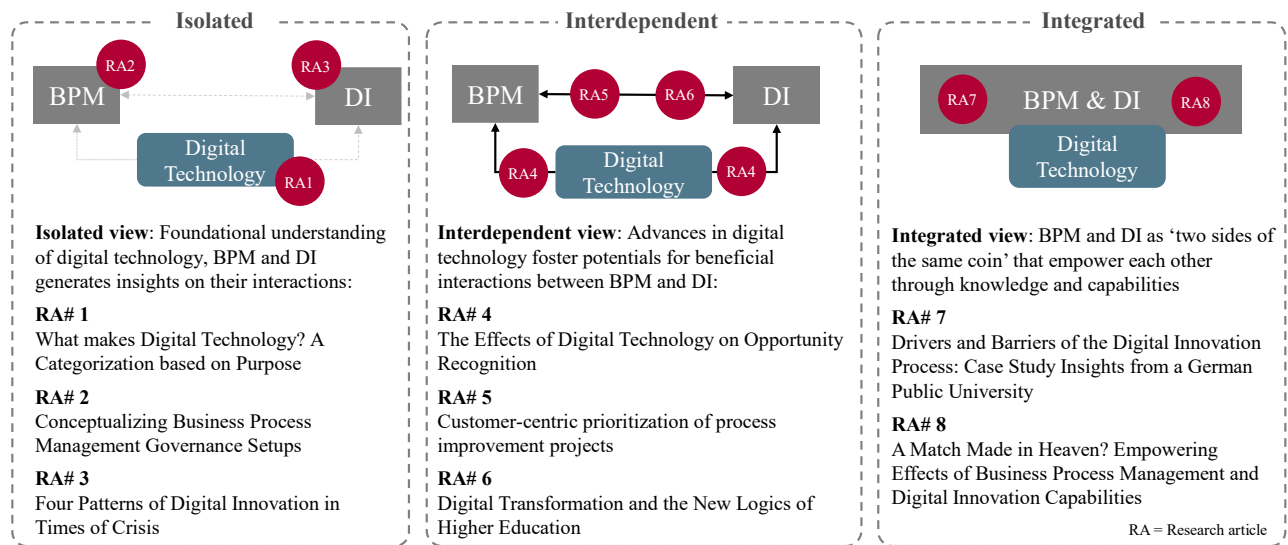 Isolated
RA2
RA3
BPM
DI
Digital
Technology
RA1
Isolated view: Foundational understanding
of digital technology, BPM and DI
generates insights on their interactions:
RA# 1
What makes Digital Technology? A
Categorization based on Purpose
RA# 2
Conceptualizing Business Process
Management Governance Setups
RA# 3
Four Patterns of Digital Innovation in
Times of Crisis
Interdependent
BPM
RA5
RA6
DI
RA4
Digital
Technology
RA4
Interdependent view: Advances in digital
technology foster potentials for beneficial
interactions between BPM and DI:
RA# 4
The Effects of Digital Technology on Opportunity
Recognition
RA# 5
Customer-centric prioritization of process
improvement projects
RA# 6
Digital Transformation and the New Logics of
Higher Education
Integrated
RA7
BPM & DI
RA8
Digital
Technology
Integrated view: BPM and DI as ‘two sides of
the same coin’ that empower each other
through knowledge and capabilities
RA# 7
Drivers and Barriers of the Digital Innovation
Process: Case Study Insights from a German
Public University
RA# 8
A Match Made in Heaven? Empowering
Effects of Business Process Management and
Digital Innovation Capabilities
RA = Research article